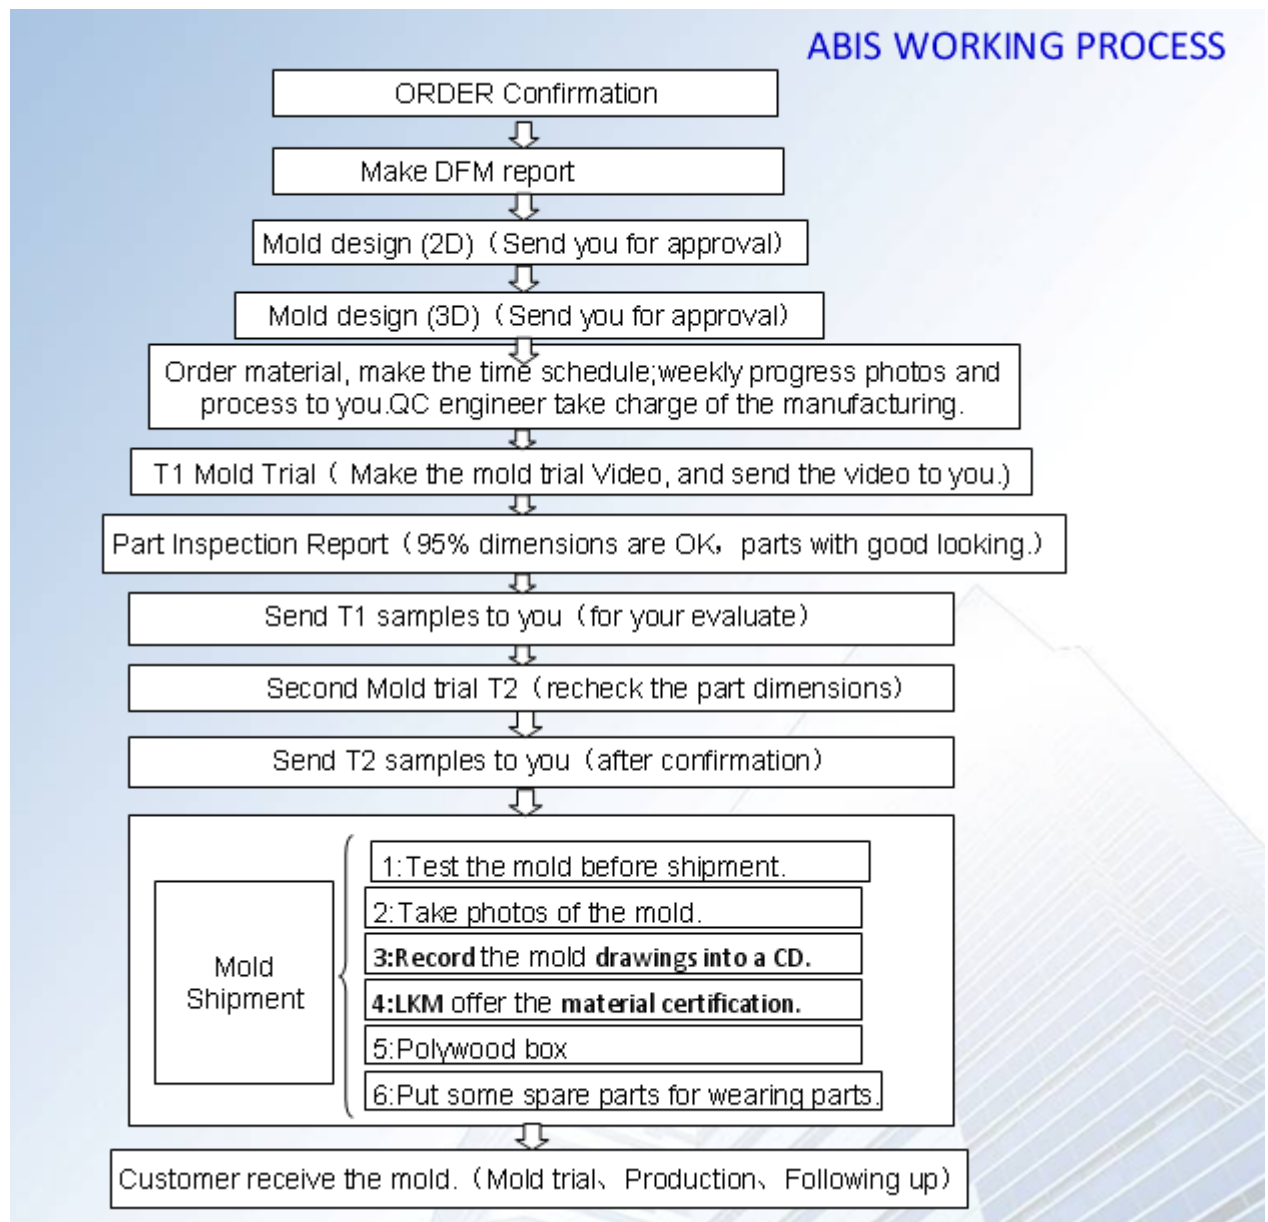 ABIS WORKING PROCESS
ORDER Confirmation
Make DFM report
Mold design (2D)（Send you for approval）
Mold design (3D)（Send you for approval）
Order material, make the time schedule;weekly progress photos and
process to you.QC engineer take charge of the manufacturing.
T1 Mold Trial（ Make the mold trial Video, and send the video to you.)
Part Inspection Report（95% dimensions are OK，parts with good looking.）
Send T1 samples to you（for your evaluate）
Second Mold trial T2（recheck the part dimensions）
Send T2 samples to you（after confirmation）
Mold
Shipment
1:Test the mold before shipment.
2:Take photos of the mold.
3:Record the mold drawings into a CD.
4:LKM offer the material certification.
5:Polywood box
6:Put some spare parts for wearing parts.
Customer receive the mold.（Mold trial、Production、Following up）